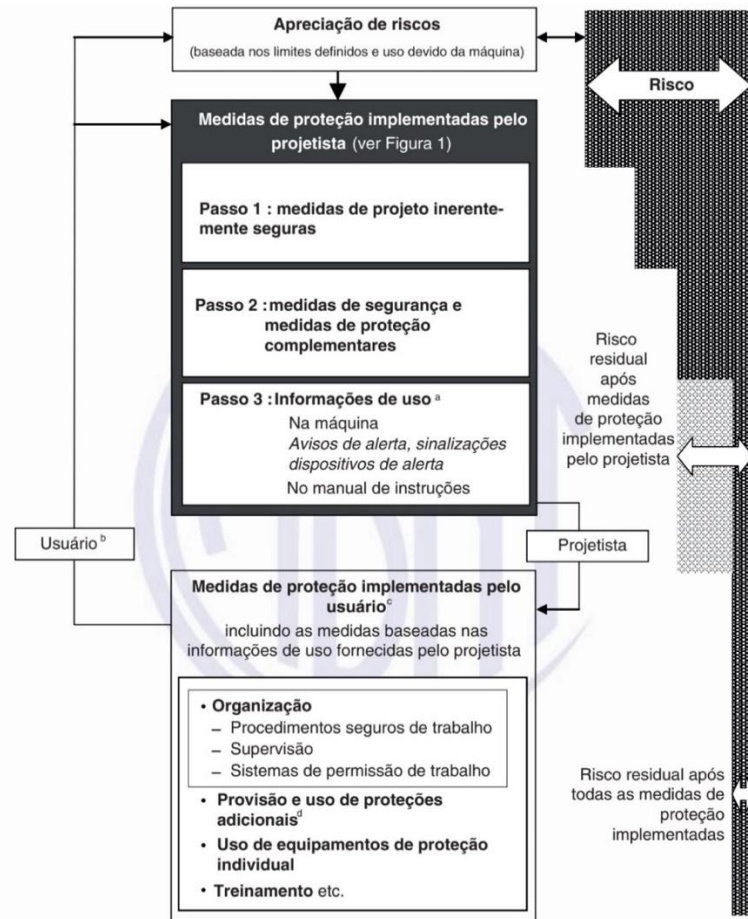 Apreciação de riscos
(baseada nos limites definidos e uso devido da máquina)
Risco
Medidas de proteção implementadas pelo
projetista (ver Figura 1)
Passo 1 : medidas de projeto inerente-
mente seguras
Passo 2 : medidas de segurança e
medidas de proteção
complementares
Passo 3 : Informações de uso a
Na máquina
Avisos de alerta, sinalizações
dispositivos de alerta
No manual de instruções
Risco
residual
após
medidas
de proteção
implementadas
pelo projetista
Usuário b
Projetista
Medidas de proteção implementadas pelo
usuário c
incluindo as medidas baseadas nas
informações de uso fornecidas pelo projetista
• Organização
– Procedimentos seguros de trabalho
– Supervisão
– Sistemas de permissão de trabalho
• Provisão e uso de proteções
adicionais d
• Uso de equipamentos de proteção
individual
• Treinamento etc.
Risco residual após
todas as medidas de
proteção
implementadas